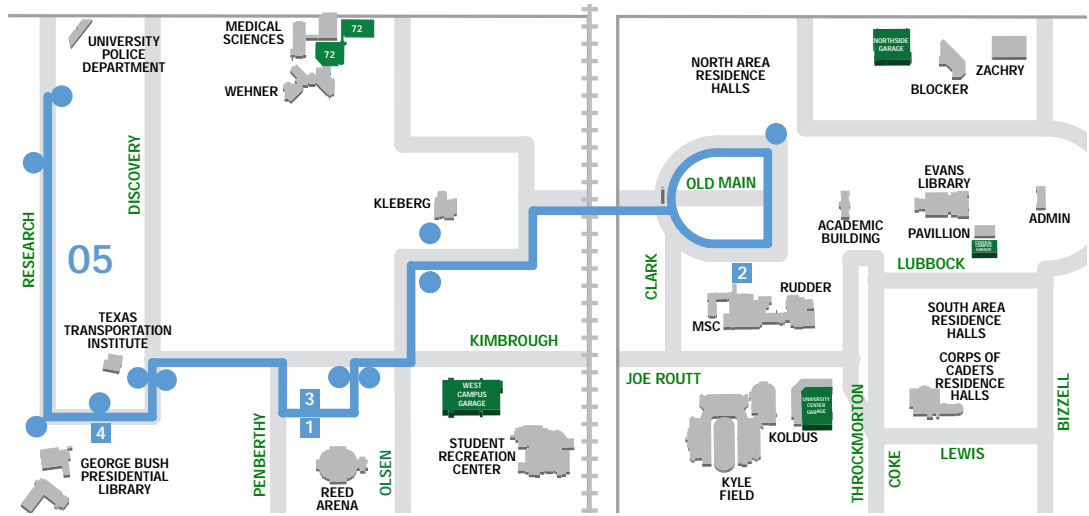 UNIVERSITY
POLICE
DEPARTMENT
MEDICAL
SCIENCES
72
72
WEHNER
DISCOVERY
RESEARCH
05
KLEBERG
TEXAS
TRANSPORTATION
INSTITUTE
4
GEORGE BUSH
PRESIDENTIAL
LIBRARY
PENBERTHY
3
1
REED
ARENA
OLSEN
KIMBROUGH
WEST
CAMPUS
GARAGE
STUDENT
RECREATION
CENTER
NORTH AREA
RESIDENCE
HALLS
NORTHSIDE
GARAGE
BLOCKER
ZACHRY
OLD MAIN
CLARK
2
MSC
RUDDER
ACADEMIC
BUILDING
EVANS
LIBRARY
PAVILLION
CENTRAL
CAMPUS
GARAGE
ADMIN
LUBBOCK
SOUTH AREA
RESIDENCE
HALLS
CORPS OF
CADETS
RESIDENCE
HALLS
BIZZELL
JOE ROUTT
UNIVERSITY
CENTER
GARAGE
KOLDUS
KYLE
FIELD
THROCKMORTON
COKE
LEWIS